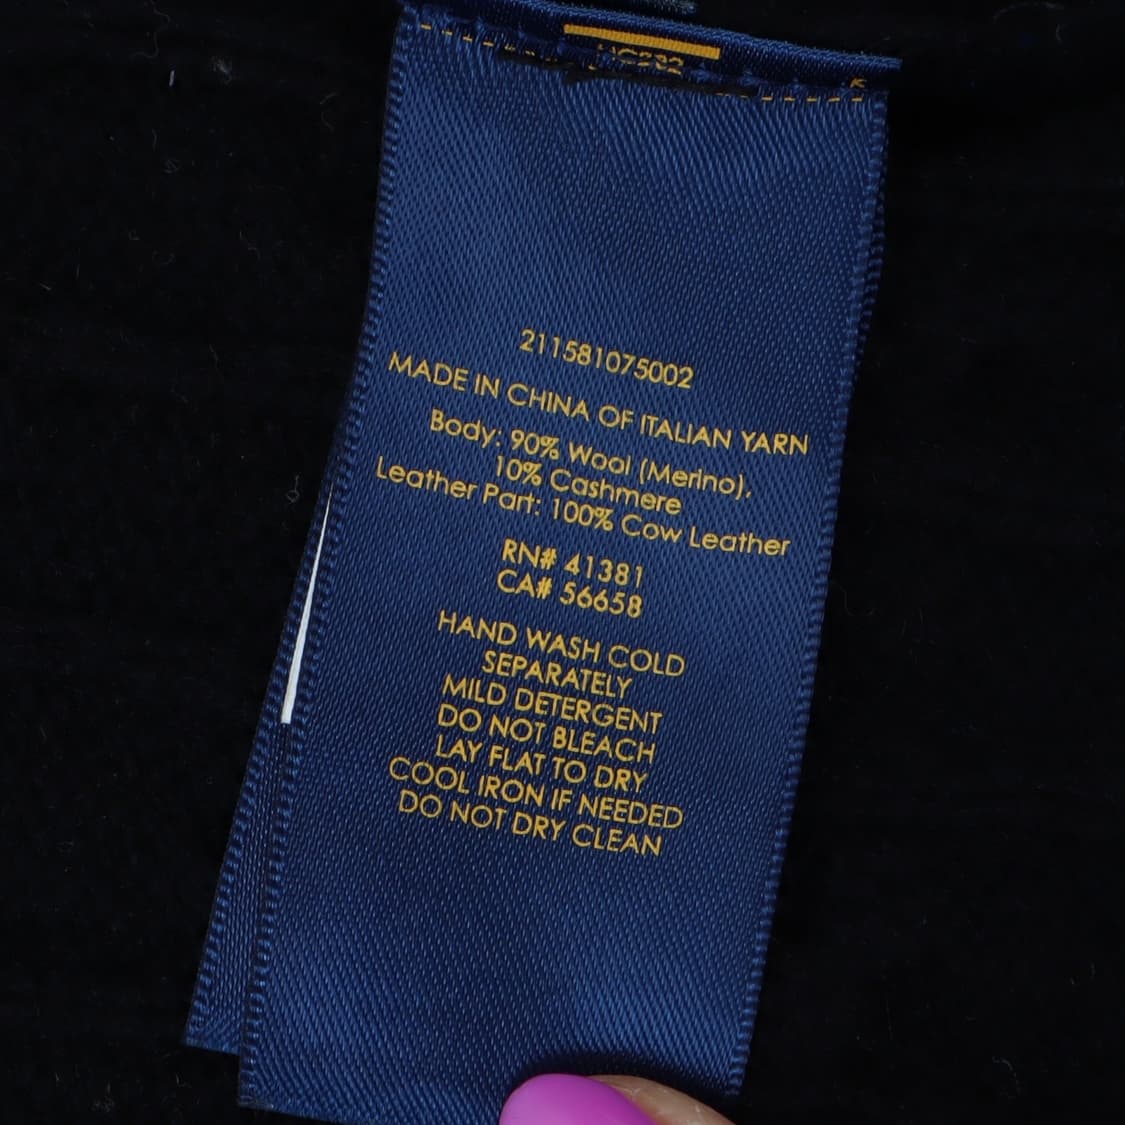 211581075002
MADE IN CHINA OF ITALIAN YARN
Body: 90% Wool (Merino),
10% Cashmere
Leather Part: 100% Cow Leather
RN# 41381
CA# 56658
HAND WASH COLD
SEPARATELY
MILD DETERGENT
DO NOT BLEACH
LAY FLAT TO DRY
COOL IRON IF NEEDED
DO NOT DRY CLEAN